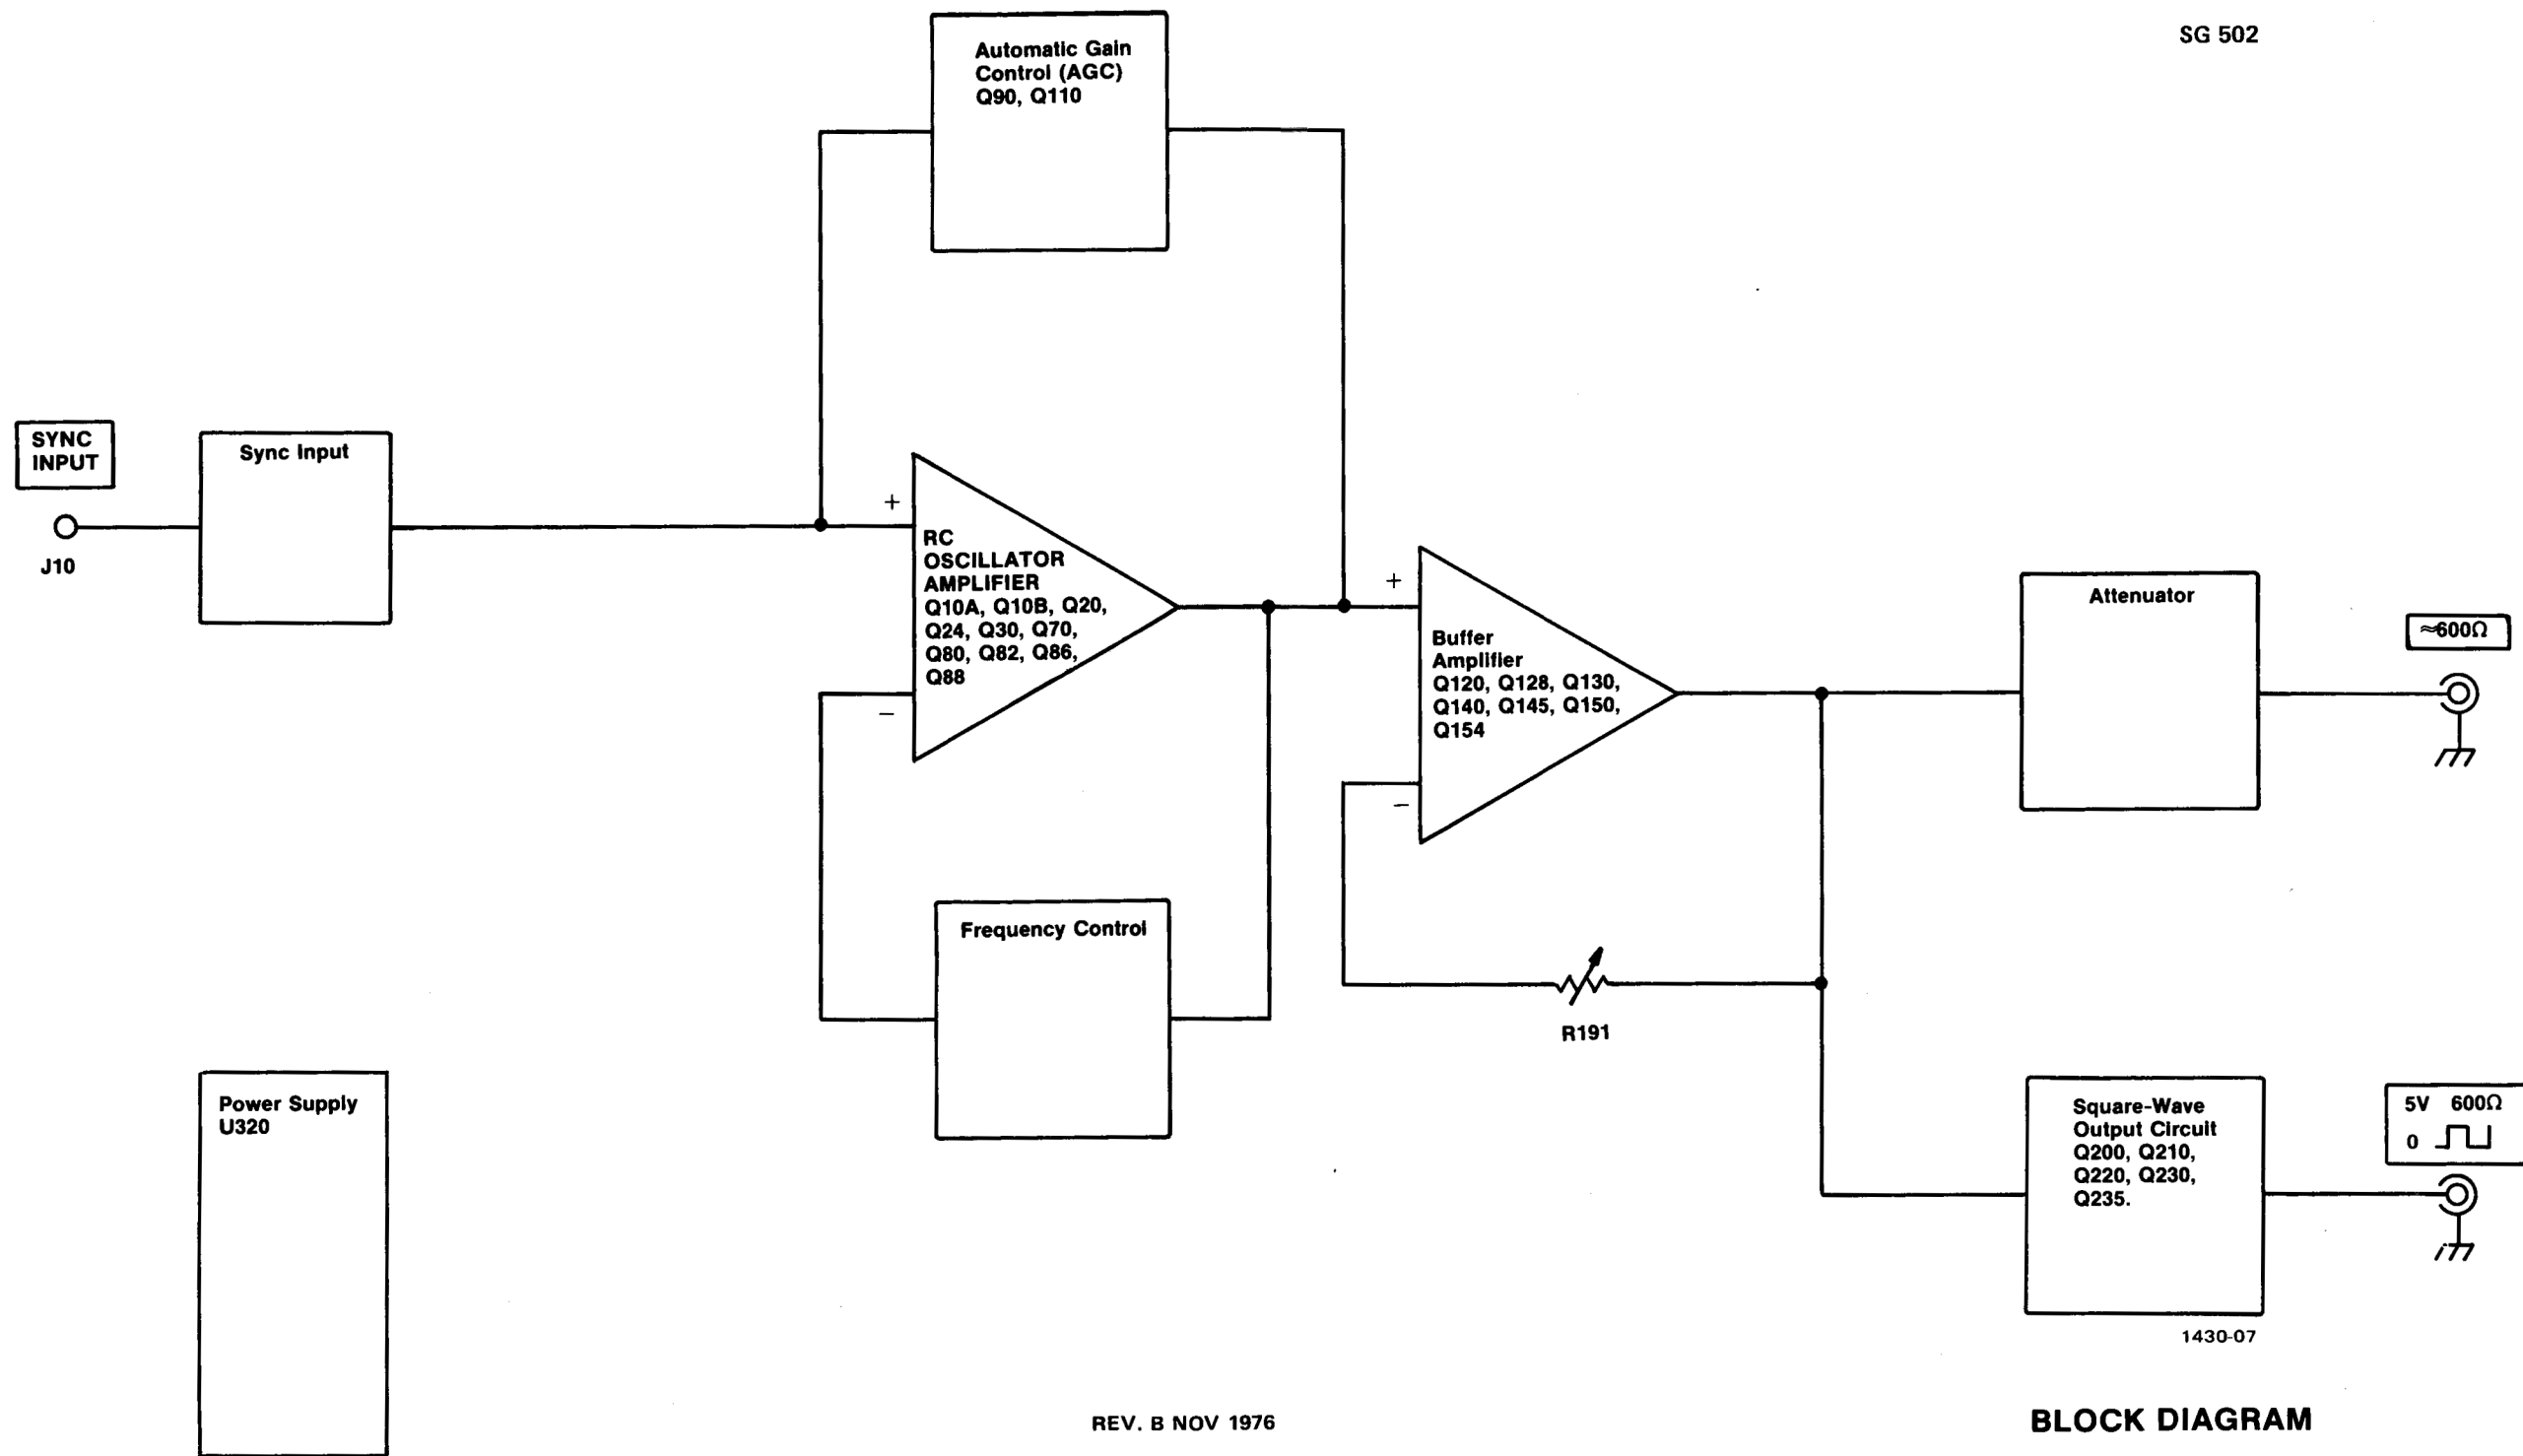 SG 502
Automatic Gain
Control (AGC)
Q90, Q110
SYNC
INPUT
J10
Sync Input
+
RC
OSCILLATOR
AMPLIFIER
Q10A, Q10B, Q20,
Q24, Q30, Q70,
Q80, Q82, Q86,
Q88
−
+
Buffer
Amplifier
Q120, Q128, Q130,
Q140, Q145, Q150,
Q154
−
Attenuator
≈600Ω
Frequency Control
R191
Power Supply
U320
Square-Wave
Output Circuit
Q200, Q210,
Q220, Q230,
Q235.
5V 600Ω
0
1430-07
REV. B NOV 1976
BLOCK DIAGRAM